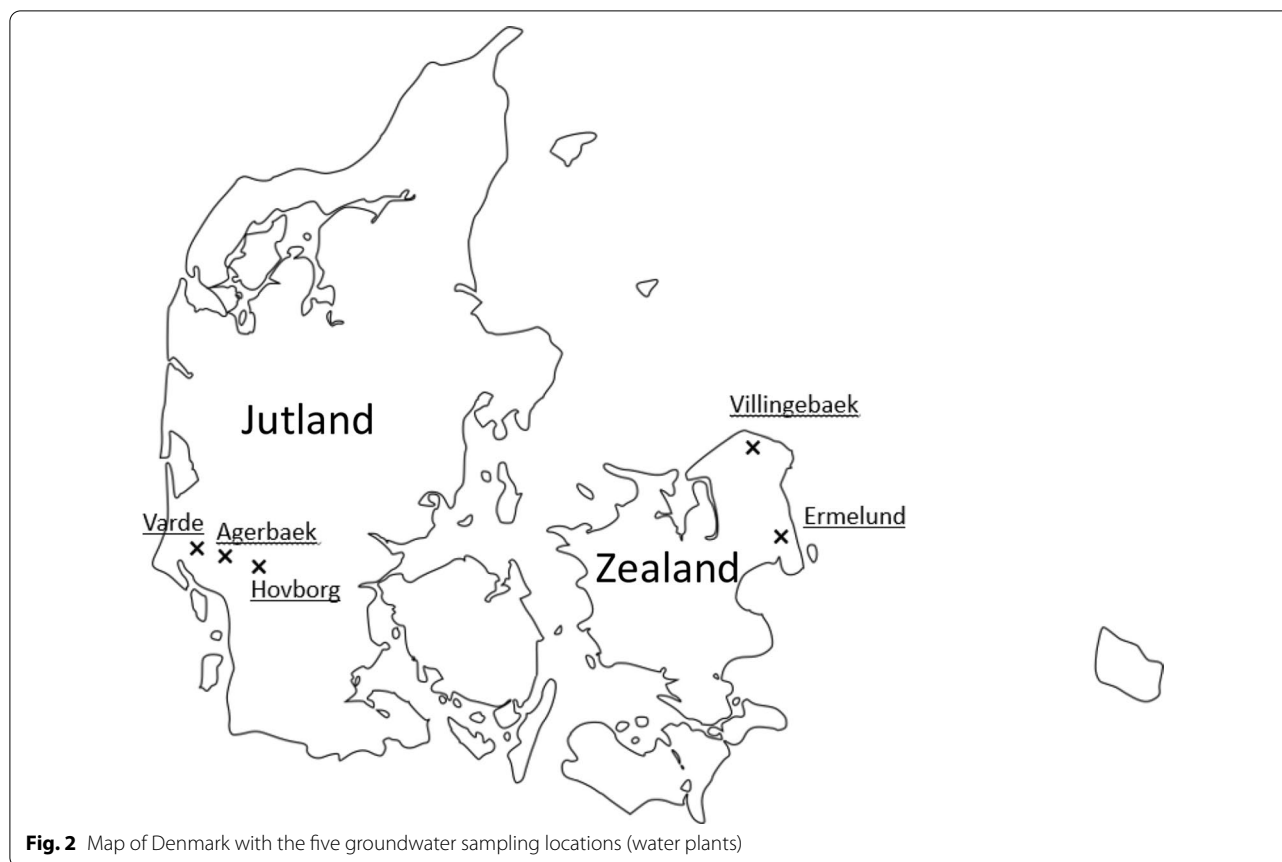 Villingebaek
Jutland
Varde
Agerbaek
Ermelund
Zealand
Hovborg
Fig. 2 Map of Denmark with the five groundwater sampling locations (water plants)